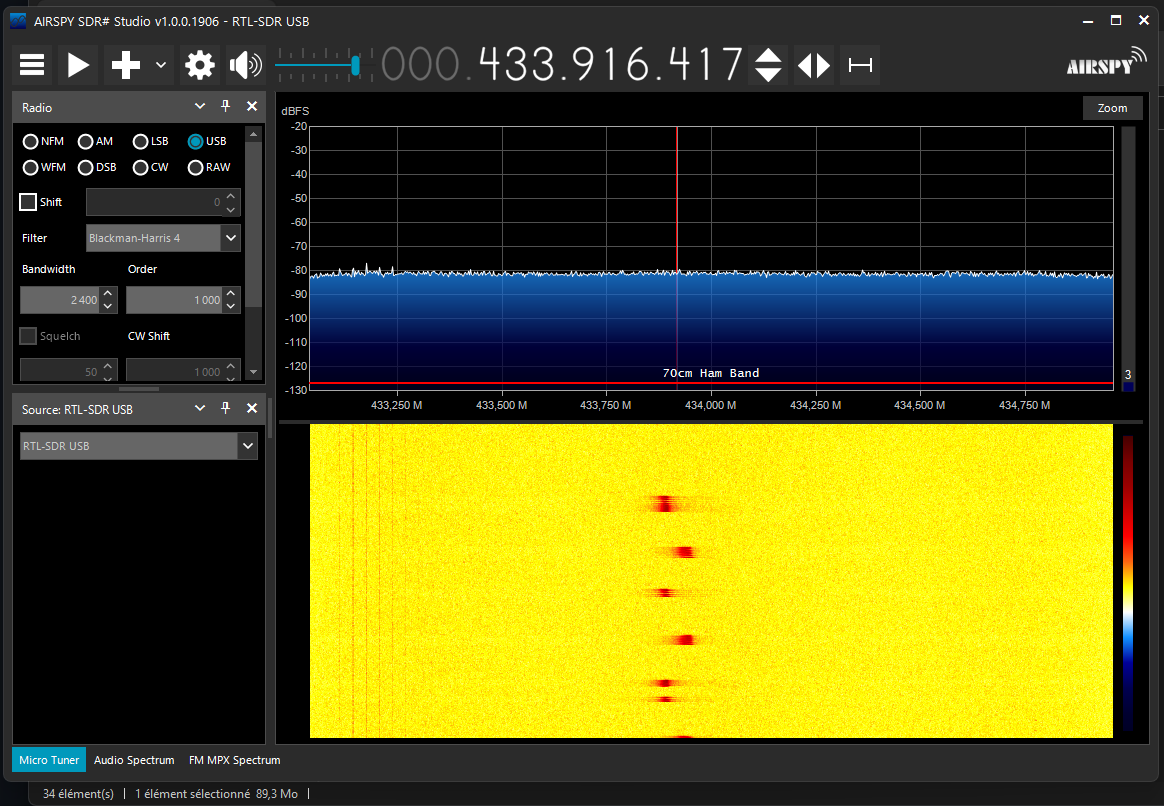 AIRSPY SDR# Studio v1.0.0.1906 - RTL-SDR USB
000.433.916.417
AIRSPY
Radio
NFM AM LSB USB
WFM DSB CW RAW
Shift 0
Filter Blackman-Harris 4
Bandwidth Order
2 400 1 000
Squelch CW Shift
50 1 000
Source: RTL-SDR USB
RTL-SDR USB
dBFS
Zoom
-20
-30
-40
-50
-60
-70
-80
-90
-100
-110
-120
-130
70cm Ham Band
3
433,250 M 433,500 M 433,750 M 434,000 M 434,250 M 434,500 M 434,750 M
Micro Tuner Audio Spectrum FM MPX Spectrum
34 élément(s) | 1 élément sélectionné 89,3 Mo |